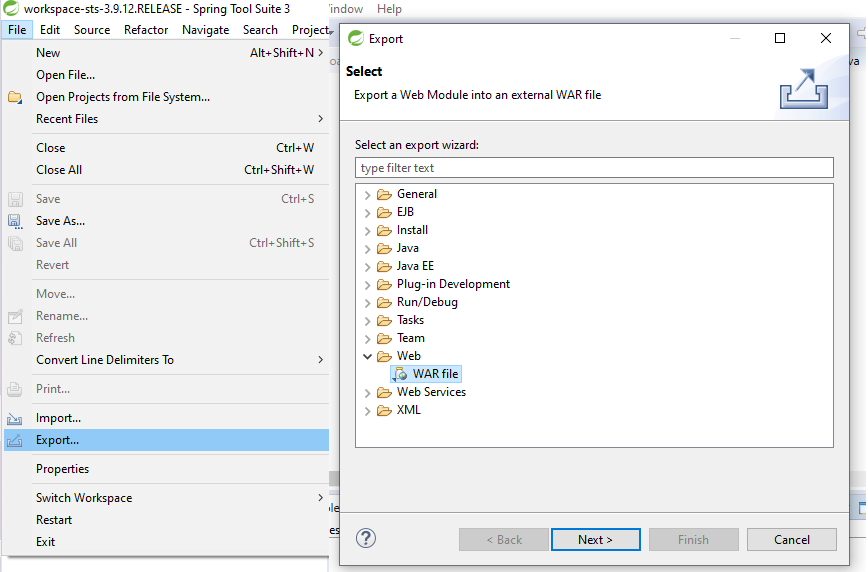 workspace-sts-3.9.12.RELEASE - Spring Tool Suite 3
File Edit Source Refactor Navigate Search Project
indow Help
New Alt+Shift+N
Open File...
Open Projects from File System...
Recent Files
Close Ctrl+W
Close All Ctrl+Shift+W
Save Ctrl+S
Save As...
Save All Ctrl+Shift+S
Revert
Move...
Rename...
Refresh
Convert Line Delimiters To
Print...
Import...
Export...
Properties
Switch Workspace
Restart
Exit
Export
Select
Export a Web Module into an external WAR file
Select an export wizard:
type filter text
General
EJB
Install
Java
Java EE
Plug-in Development
Run/Debug
Tasks
Team
Web
WAR file
Web Services
XML
? < Back Next > Finish Cancel